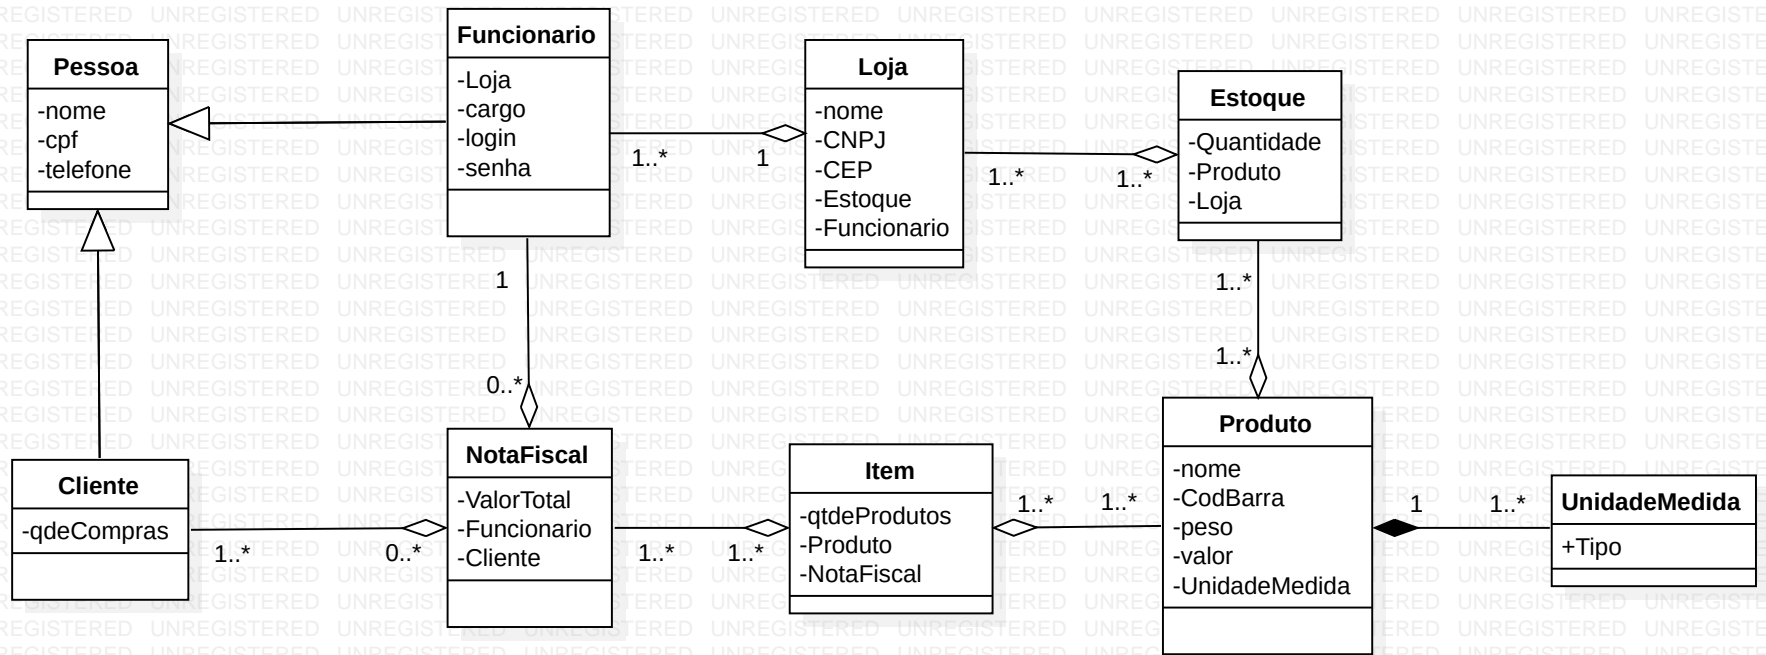 Pessoa
-nome
-cpf
-telefone
Funcionario
-Loja
-cargo
-login
-senha
1..*
1
Loja
-nome
-CNPJ
-CEP
-Estoque
-Funcionario
1..*
1..*
Estoque
-Quantidade
-Produto
-Loja
1
0..*
1..*
1..*
Cliente
-qdeCompras
1..*
0..*
NotaFiscal
-ValorTotal
-Funcionario
-Cliente
1..*
1..*
Item
-qtdeProdutos
-Produto
-NotaFiscal
1..*
1..*
Produto
-nome
-CodBarra
-peso
-valor
-UnidadeMedida
1
1..*
UnidadeMedida
+Tipo
UNREGISTERED